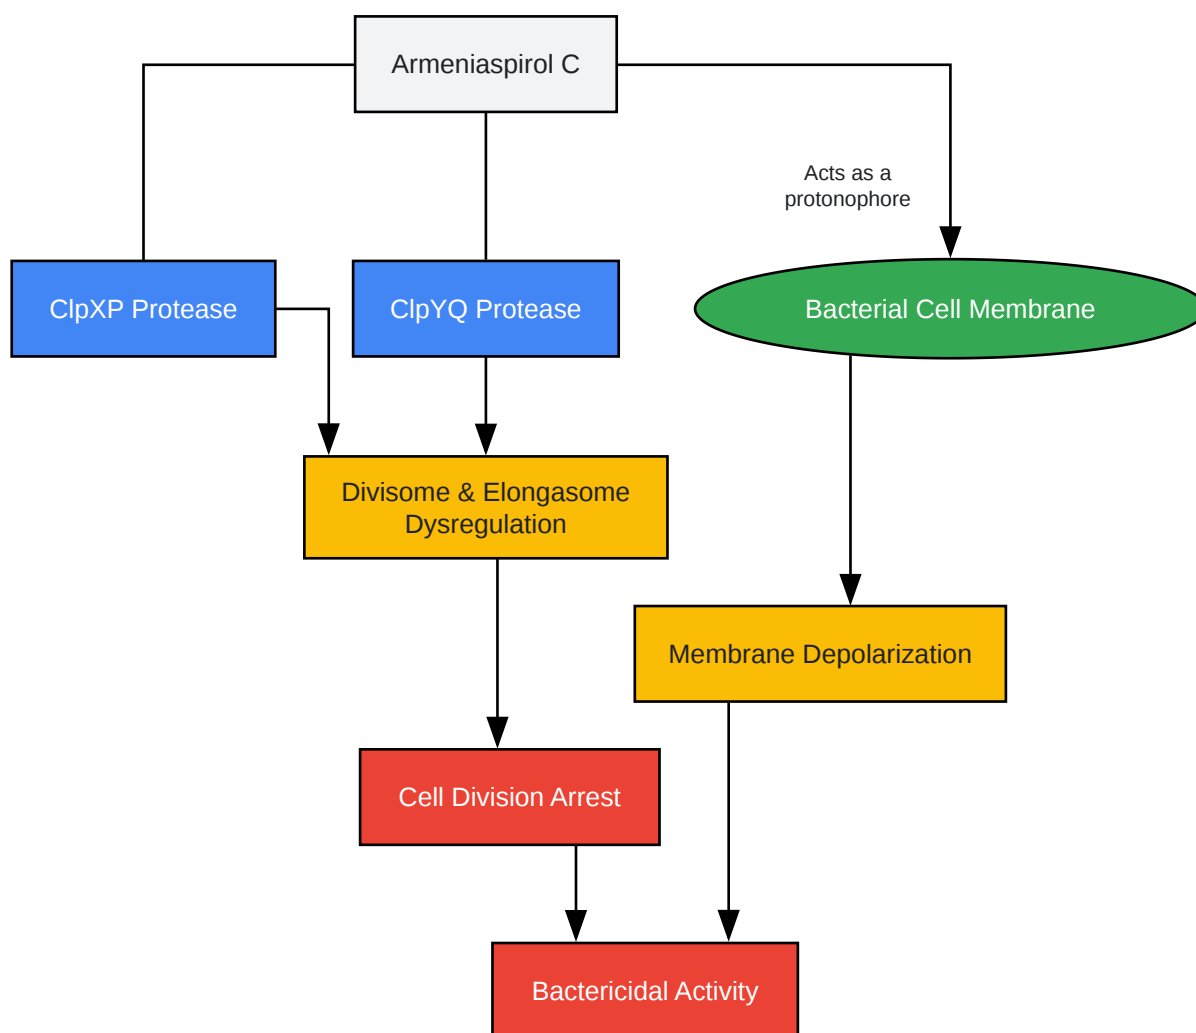 Armeniaspirol C
Acts as a
protonophore
ClpXP Protease
ClpYQ Protease
Bacterial Cell Membrane
Divisome & Elongasome
Dysregulation
Membrane Depolarization
Cell Division Arrest
Bactericidal Activity